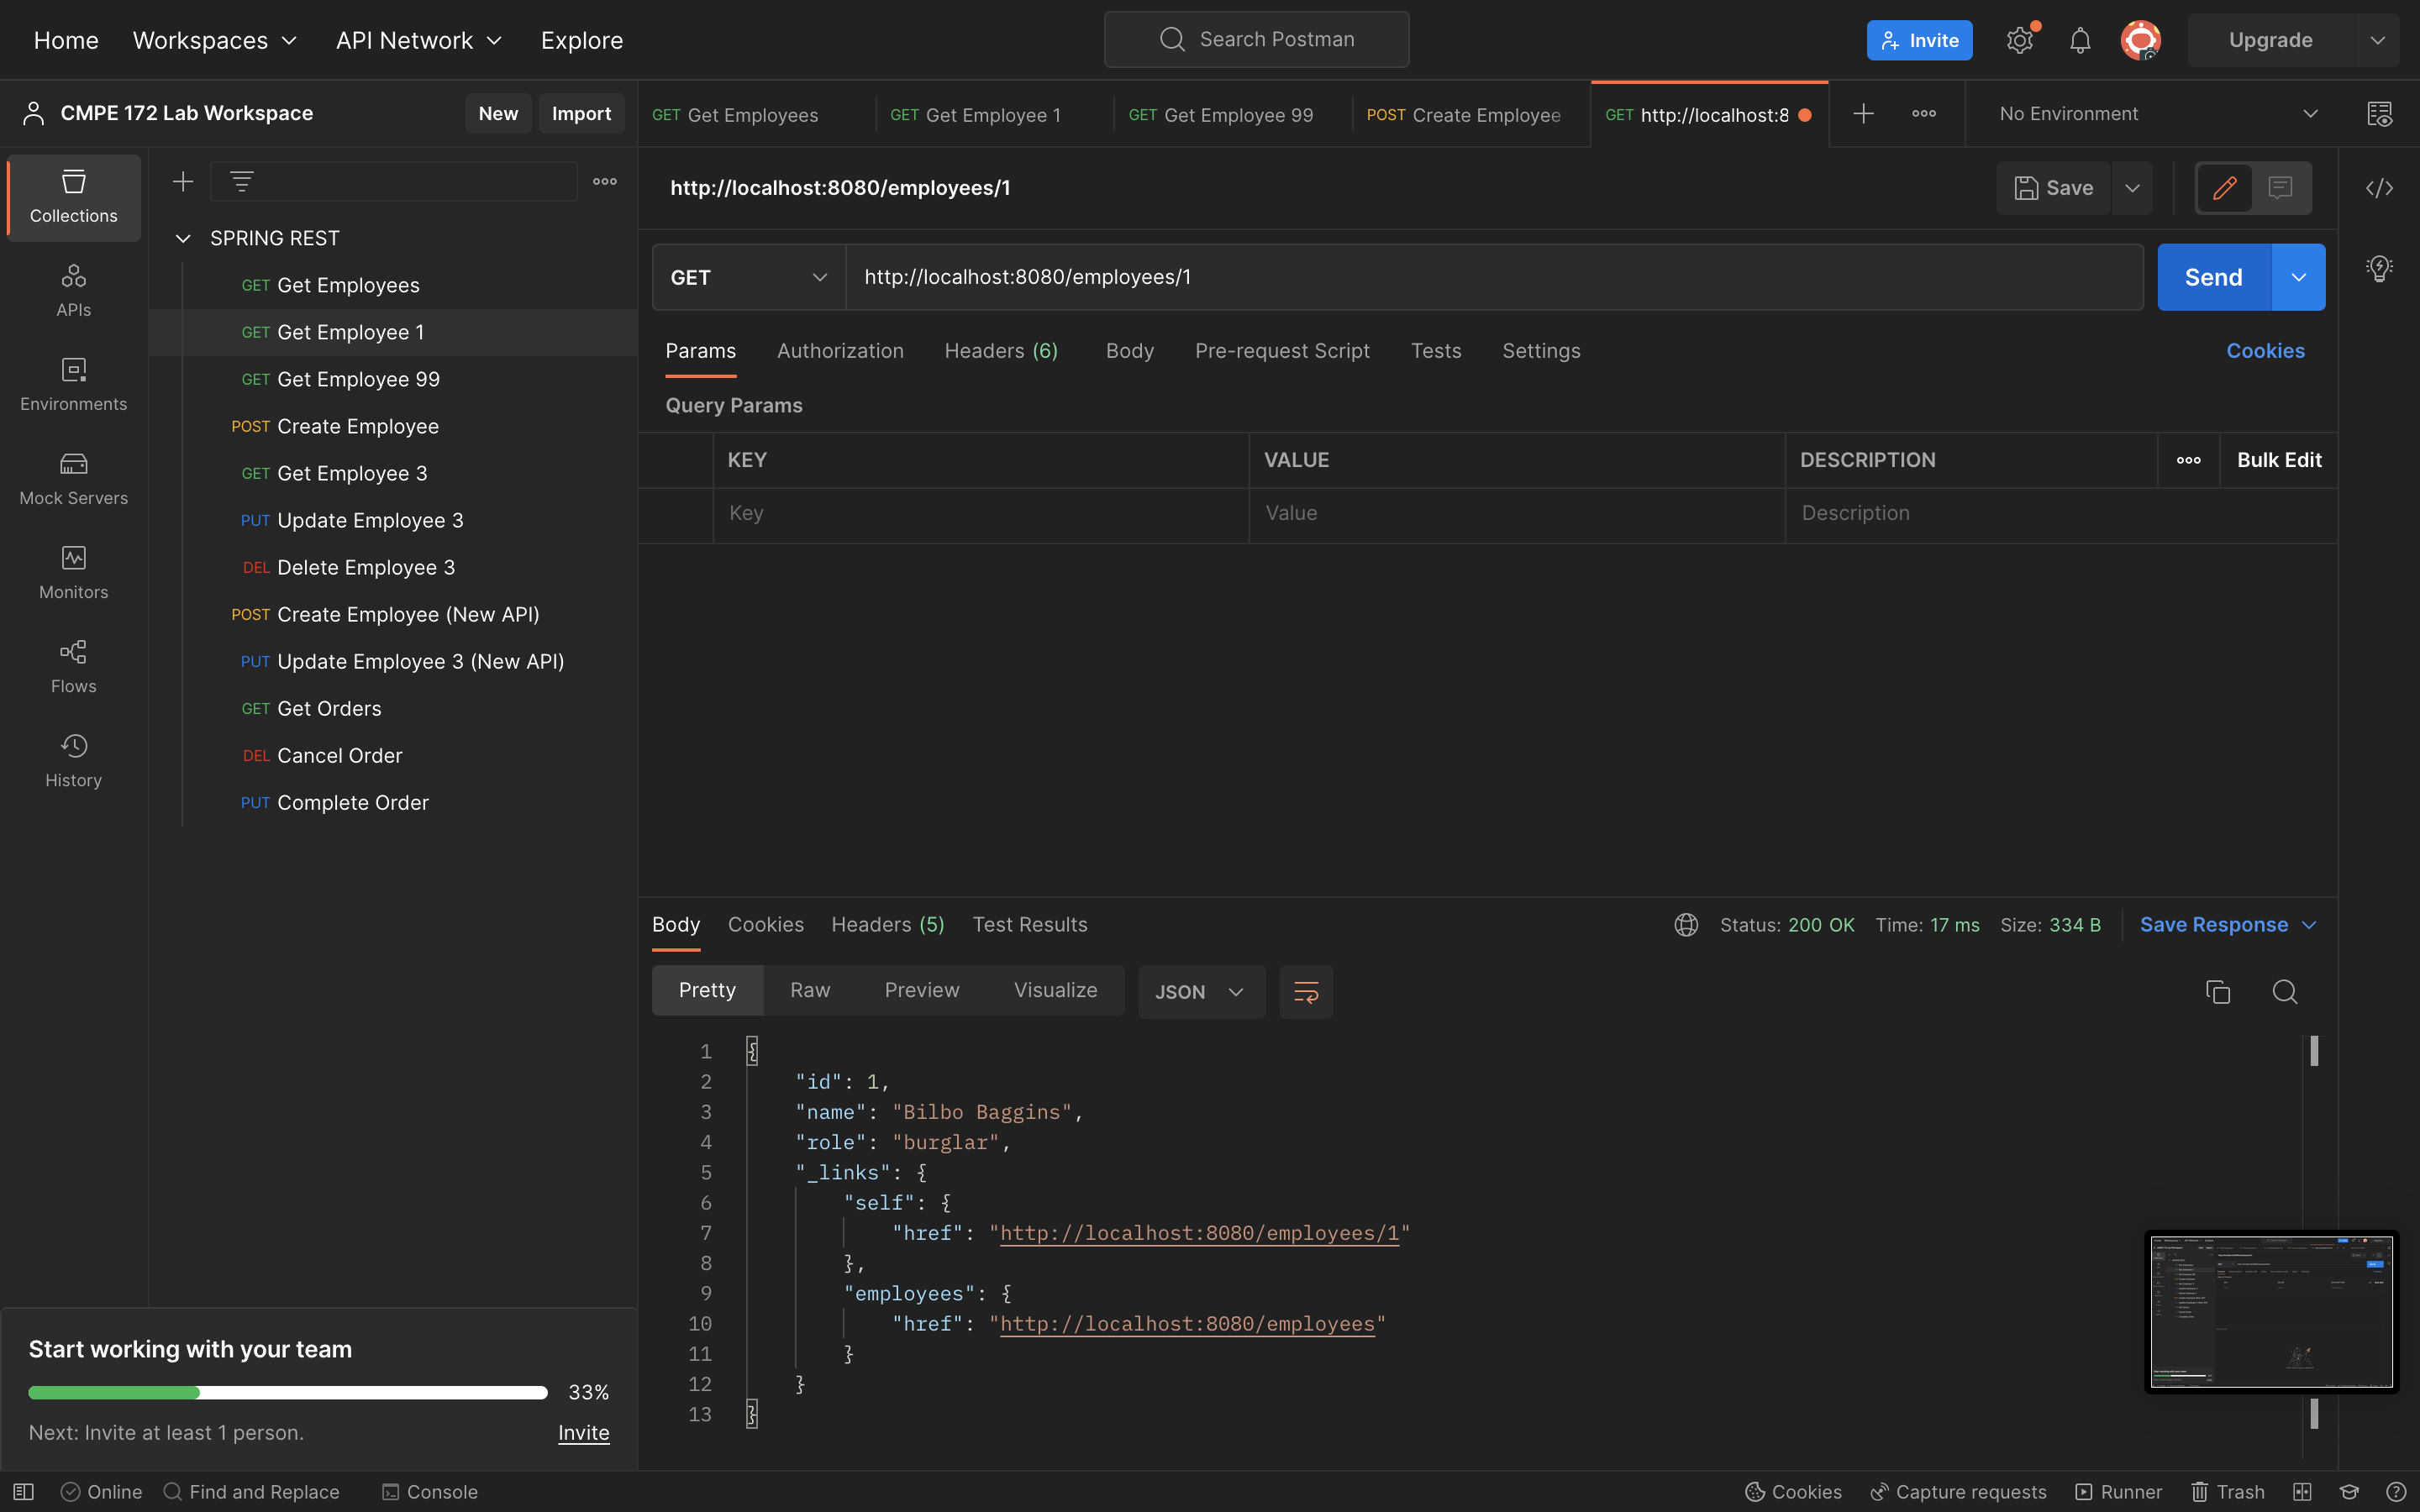 Home Workspaces API Network Explore Search Postman Invite Upgrade
CMPE 172 Lab Workspace New Import
GET Get Employees GET Get Employee 1 GET Get Employee 99 POST Create Employee GET http://localhost:8 No Environment
Collections
APIs
Environments
Mock Servers
Monitors
Flows
History
SPRING REST
GET Get Employees
GET Get Employee 1
GET Get Employee 99
POST Create Employee
GET Get Employee 3
PUT Update Employee 3
DEL Delete Employee 3
POST Create Employee (New API)
PUT Update Employee 3 (New API)
GET Get Orders
DEL Cancel Order
PUT Complete Order
Start working with your team
33%
Next: Invite at least 1 person. Invite
http://localhost:8080/employees/1 Save
GET http://localhost:8080/employees/1 Send
Params Authorization Headers (6) Body Pre-request Script Tests Settings Cookies
Query Params
KEY VALUE DESCRIPTION Bulk Edit
Key Value Description
Body Cookies Headers (5) Test Results Status: 200 OK Time: 17 ms Size: 334 B Save Response
Pretty Raw Preview Visualize JSON
1 {
2 "id": 1,
3 "name": "Bilbo Baggins",
4 "role": "burglar",
5 "_links": {
6 "self": {
7 "href": "http://localhost:8080/employees/1"
8 },
9 "employees": {
10 "href": "http://localhost:8080/employees"
11 }
12 }
13 }
Online Find and Replace Console Cookies Capture requests Runner Trash